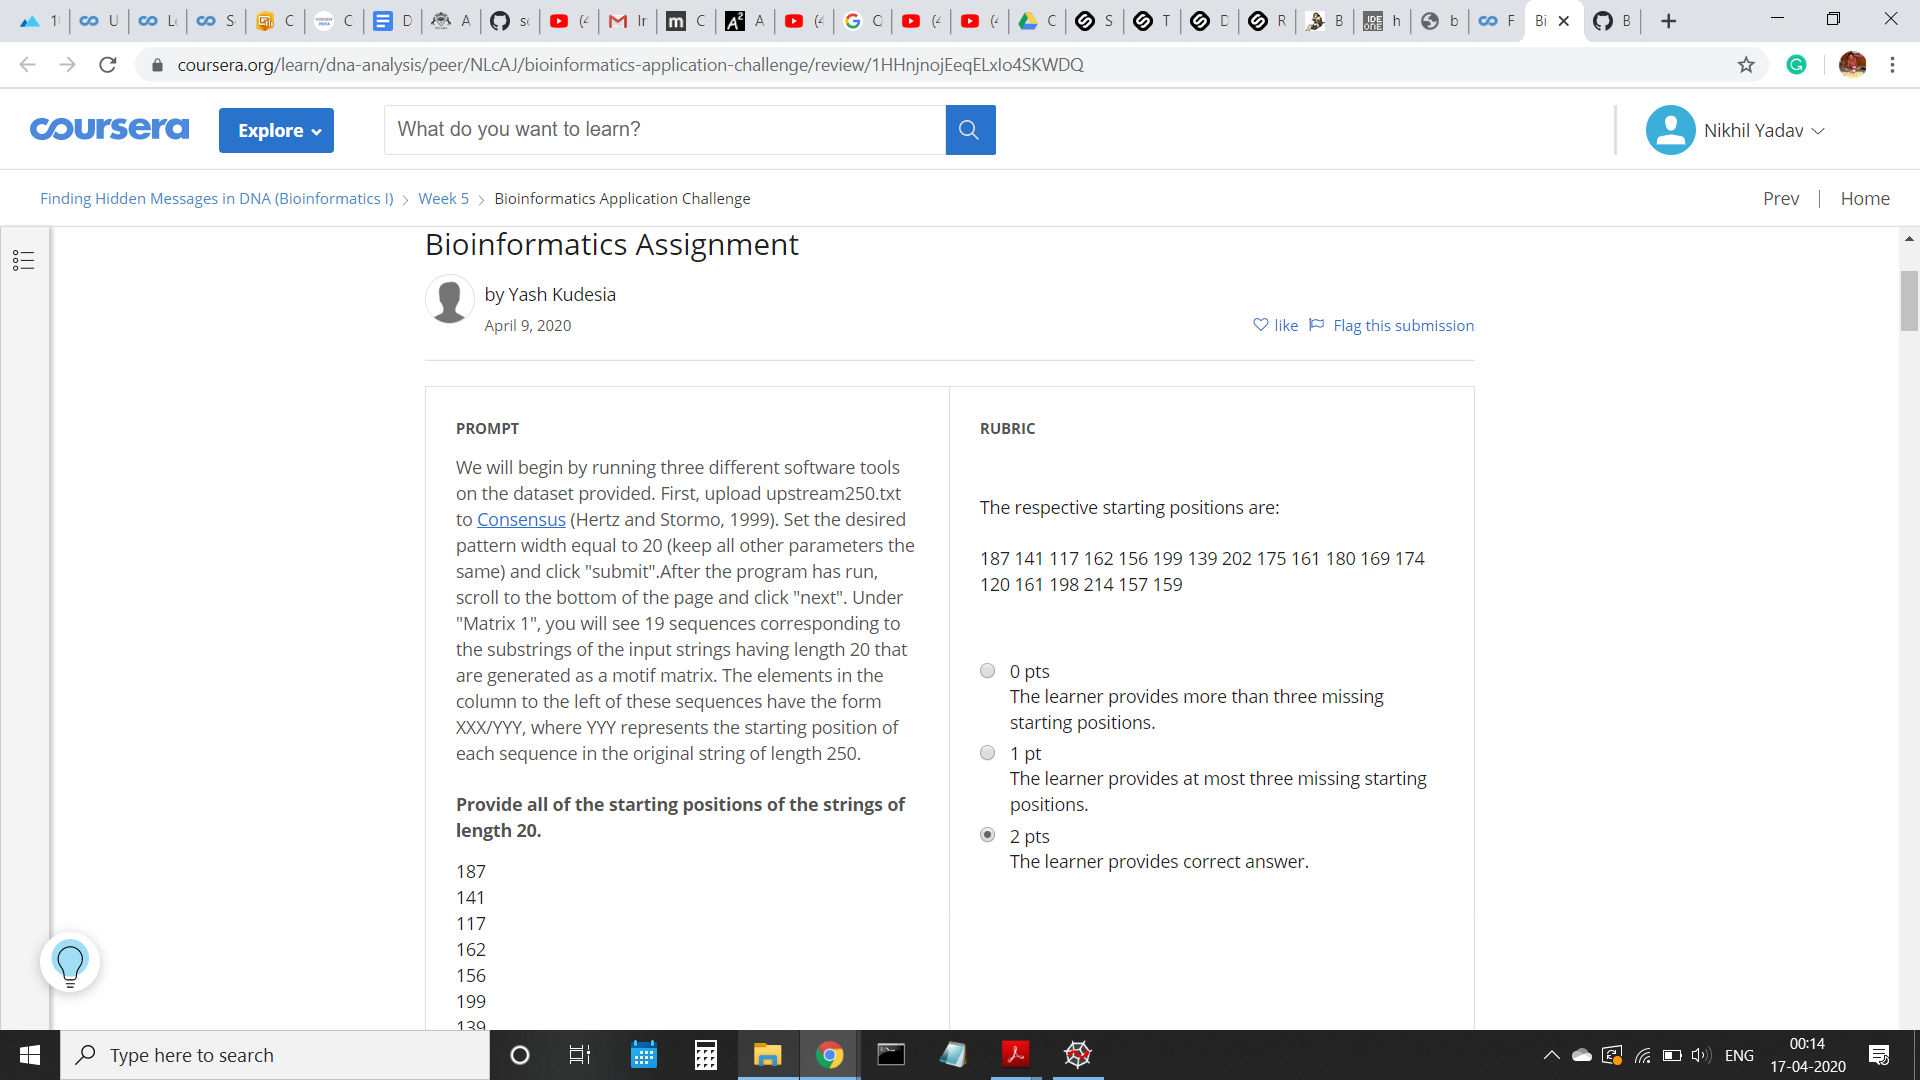 coursera.org/learn/dna-analysis/peer/NLcAJ/bioinformatics-application-challenge/review/1HHnjnojEeqELxIo4SKWDQ
coursera
Explore
What do you want to learn?
Nikhil Yadav
Finding Hidden Messages in DNA (Bioinformatics I) > Week 5 > Bioinformatics Application Challenge
Prev | Home
Bioinformatics Assignment
by Yash Kudesia
April 9, 2020
like
Flag this submission
PROMPT
We will begin by running three different software tools
on the dataset provided. First, upload upstream250.txt
to Consensus (Hertz and Stormo, 1999). Set the desired
pattern width equal to 20 (keep all other parameters the
same) and click "submit".After the program has run,
scroll to the bottom of the page and click "next". Under
"Matrix 1", you will see 19 sequences corresponding to
the substrings of the input strings having length 20 that
are generated as a motif matrix. The elements in the
column to the left of these sequences have the form
XXX/YYY, where YYY represents the starting position of
each sequence in the original string of length 250.
Provide all of the starting positions of the strings of
length 20.
187
141
117
162
156
199
139
RUBRIC
The respective starting positions are:
187 141 117 162 156 199 139 202 175 161 180 169 174
120 161 198 214 157 159
0 pts
The learner provides more than three missing
starting positions.
1 pt
The learner provides at most three missing starting
positions.
2 pts
The learner provides correct answer.
Type here to search
ENG
00:14
17-04-2020